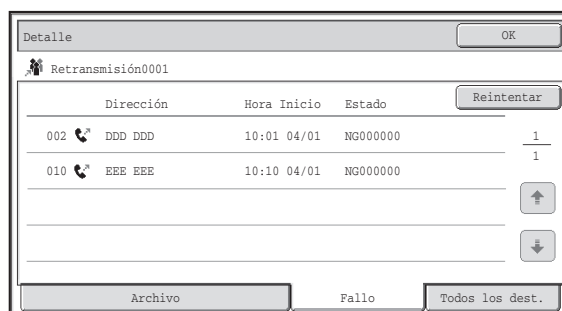 Detalle OK
Retransmisión0001
Dirección Hora Inicio Estado Reintentar
002 DDD DDD 10:01 04/01 NG000000 1
1
010 EEE EEE 10:10 04/01 NG000000
Archivo Fallo Todos los dest.